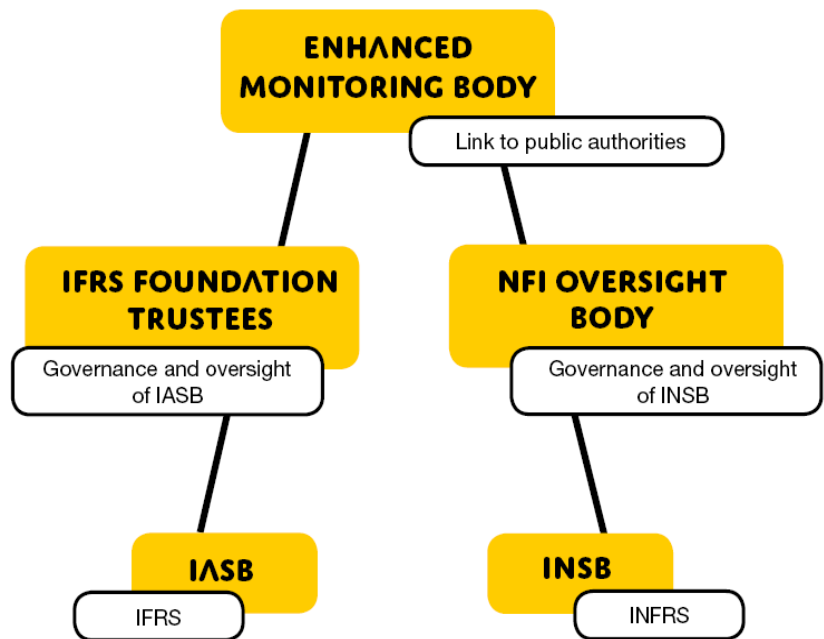 ENHANCED
MONITORING BODY
Link to public authorities
IFRS FOUNDATION
TRUSTEES
Governance and oversight
of IASB
NFI OVERSIGHT
BODY
Governance and oversight
of INSB
IASB
IFRS
INSB
INFRS